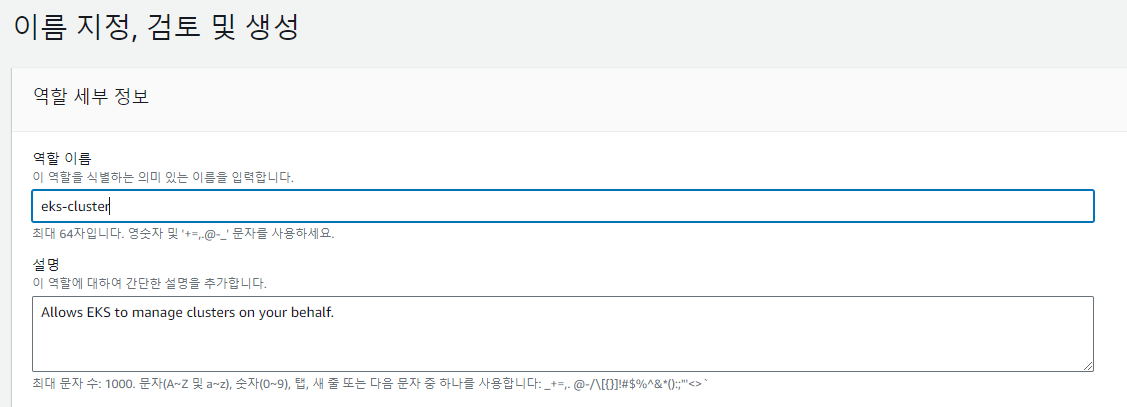 이름 지정, 검토 및 생성
역할 세부 정보
역할 이름
이 역할을 식별하는 의미 있는 이름을 입력합니다.
eks-cluster
최대 64자입니다. 영숫자 및 '+=,.@-_' 문자를 사용하세요.
설명
이 역할에 대하여 간단한 설명을 추가합니다.
Allows EKS to manage clusters on your behalf.
최대 문자 수: 1000. 문자(A~Z 및 a~z), 숫자(0~9), 탭, 새 줄 또는 다음 문자 중 하나를 사용합니다: _+=,. @-/\[{}]!#$%^&*();:"'<>`